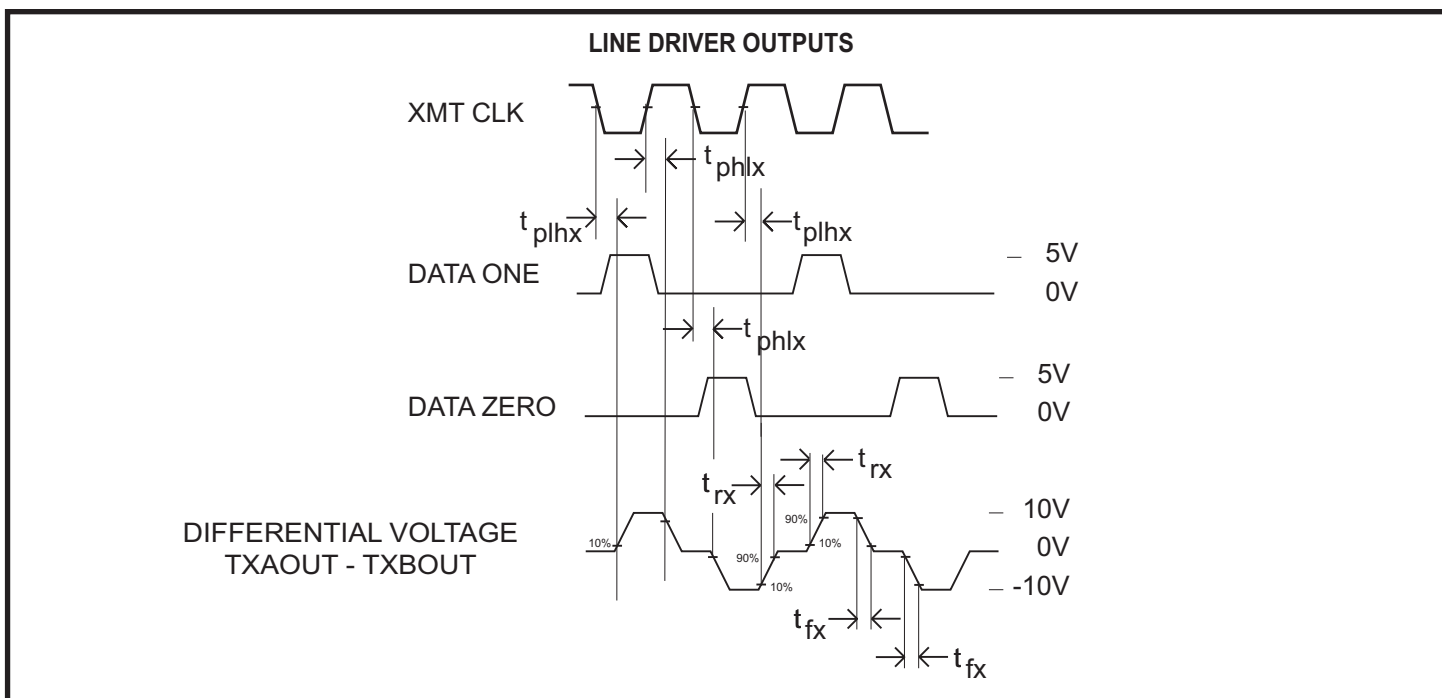 LINE DRIVER OUTPUTS
XMT CLK
t phlx
t plhx
t plhx
DATA ONE
5V
0V
t phlx
DATA ZERO
5V
0V
t rx
t rx
DIFFERENTIAL VOLTAGE
TXAOUT - TXBOUT
10%
90%
10%
90%
10%
10V
0V
-10V
t fx
t fx